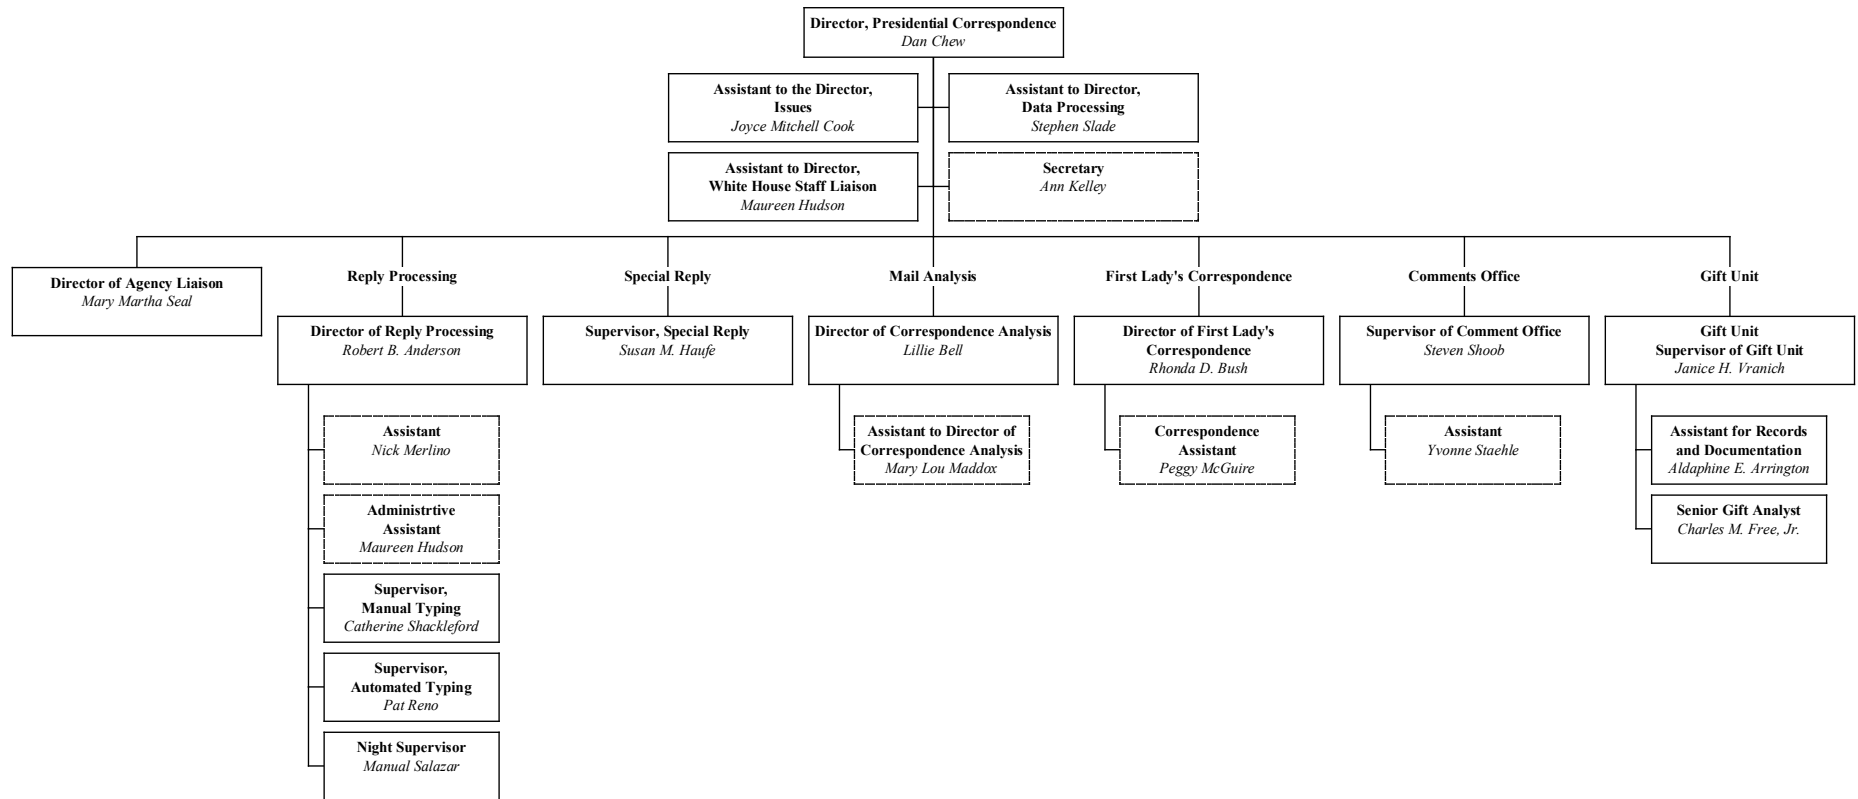 Director, Presidential Correspondence
Dan Chew
Assistant to the Director,
Issues
Joyce Mitchell Cook
Assistant to Director,
Data Processing
Stephen Slade
Assistant to Director,
White House Staff Liaison
Maureen Hudson
Secretary
Ann Kelley
Director of Agency Liaison
Mary Martha Seal
Reply Processing
Director of Reply Processing
Robert B. Anderson
Assistant
Nick Merlino
Administrtive
Assistant
Maureen Hudson
Supervisor,
Manual Typing
Catherine Shackleford
Supervisor,
Automated Typing
Pat Reno
Night Supervisor
Manual Salazar
Special Reply
Supervisor, Special Reply
Susan M. Haufe
Mail Analysis
Director of Correspondence Analysis
Lillie Bell
Assistant to Director of
Correspondence Analysis
Mary Lou Maddox
First Lady's Correspondence
Director of First Lady's
Correspondence
Rhonda D. Bush
Correspondence
Assistant
Peggy McGuire
Comments Office
Supervisor of Comment Office
Steven Shoob
Assistant
Yvonne Staehle
Gift Unit
Gift Unit
Supervisor of Gift Unit
Janice H. Vranich
Assistant for Records
and Documentation
Aldaphine E. Arrington
Senior Gift Analyst
Charles M. Free, Jr.